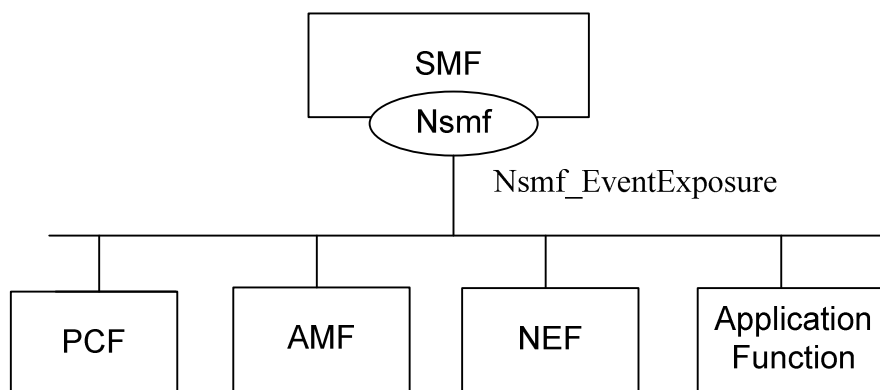 SMF
Nsmf
Nsmf_EventExposure
PCF
AMF
NEF
Application
Function